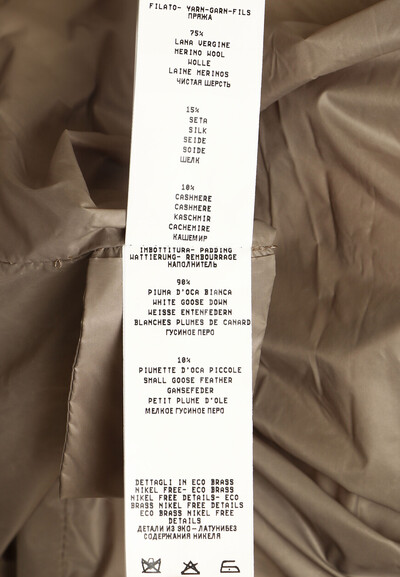 FILATO- YARN-GARN-FILS
ПРЯЖА
75%
LANA VERGINE
MERINO WOOL
WOLLE
LAINE MERINOS
ЧИСТАЯ ШЕРСТЬ
15%
SETA
SILK
SEIDE
SOIDE
ШЕЛК
10%
CASHMERE
CASHMERE
KASCHMIR
CACHEMIRE
КАШЕМИР
IMBOTTITURA- PADDING
WATTIERUNG- REMBOURRAGE
НАПОЛНИТЕЛЬ
90%
PIUMA D'OCA BIANCA
WHITE GOOSE DOWN
WEISSE ENTENFEDERN
BLANCHES PLUMES DE CANARD
ГУСИНОЕ ПЕРО
10%
PIUMETTE D'OCA PICCOLE
SMALL GOOSE FEATHER
GANSEFEDER
PETIT PLUME D'OLE
МЕЛКОЕ ГУСИНОЕ ПЕРО
DETTAGLI IN ECO BRASS
NIKEL FREE- ECO BRASS
NIKEL FREE DETAILS- ECO
BRASS NIKEL FREE DETAILS
ECO BRASS NIKEL FREE
DETAILS
ДЕТАЛИ ИЗ ЭКО-ЛАТУНИБЕЗ
СОДЕРЖАНИЯ НИКЕЛЯ